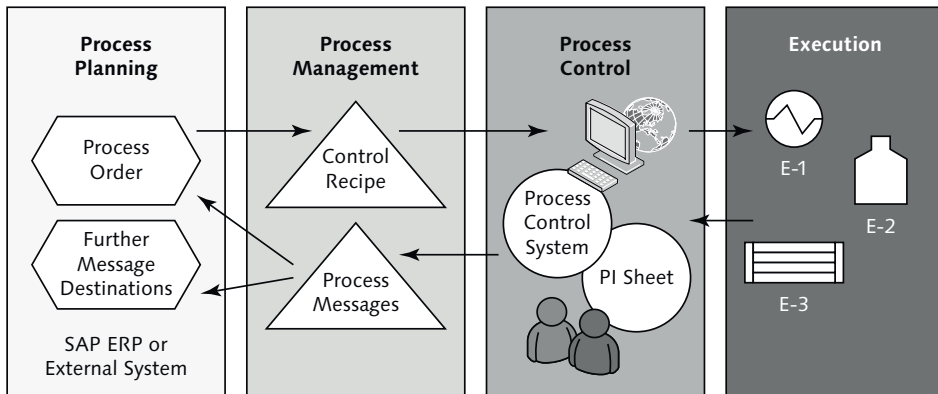 Process
Planning
Process
Order
Further
Message
Destinations
SAP ERP or
External System
Process
Management
Control
Recipe
Process
Messages
Process
Control
Process
Control
System
PI Sheet
Execution
E-1
E-2
E-3